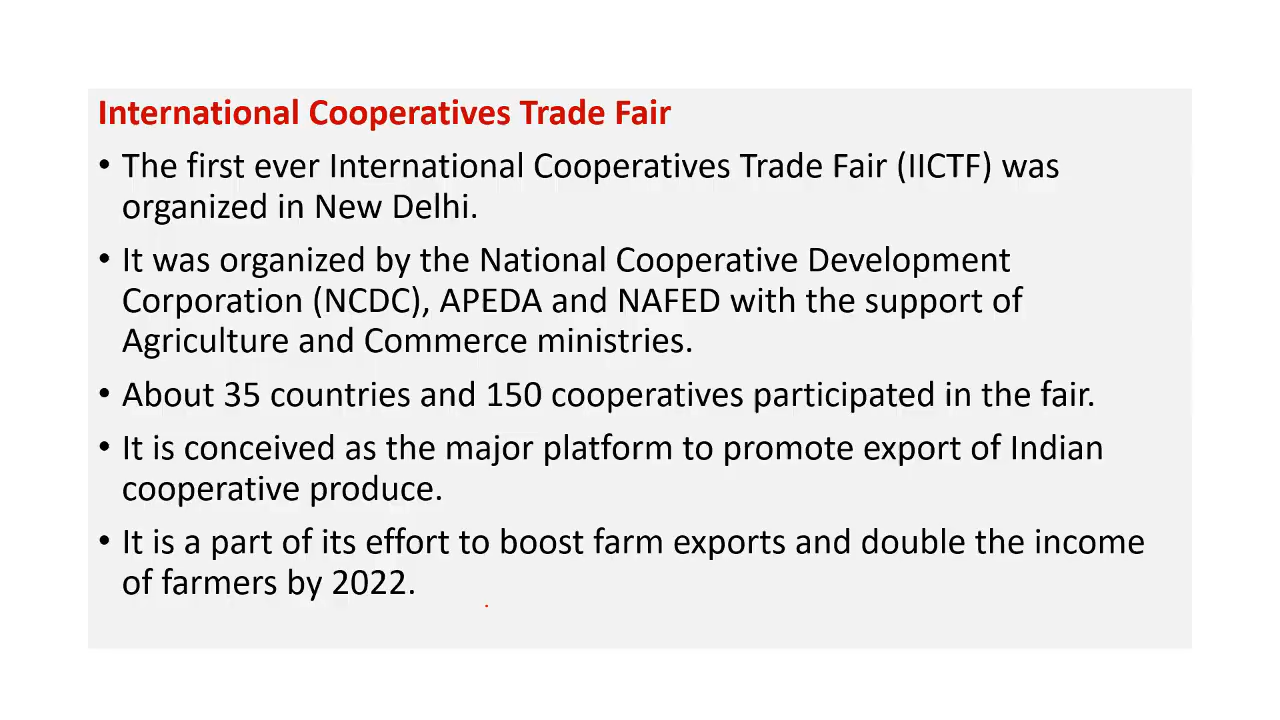 International Cooperatives Trade Fair
• The first ever International Cooperatives Trade Fair (IICTF) was
organized in New Delhi.
• It was organized by the National Cooperative Development
Corporation (NCDC), APEDA and NAFED with the support of
Agriculture and Commerce ministries.
• About 35 countries and 150 cooperatives participated in the fair.
• It is conceived as the major platform to promote export of Indian
cooperative produce.
• It is a part of its effort to boost farm exports and double the income
of farmers by 2022.